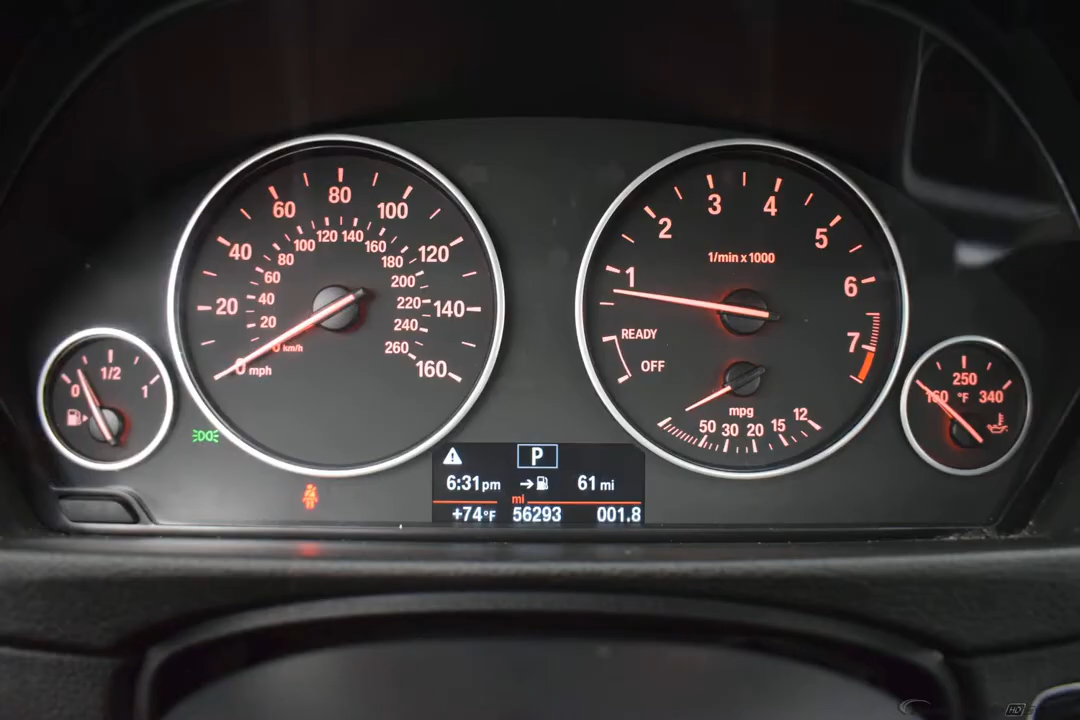 0 1/2 1
0 20 40 60 80 100 120 140 160
mph
20 40 60 80 100 120 140 160 180 200 220 240 260
km/h
1 2 3 4 5 6 7
1/min x 1000
READY
OFF
mpg
50 30 20 15 12
250
160 °F 340
P
6:31pm 61 mi
mi
+74°F 56293 001.8
HD